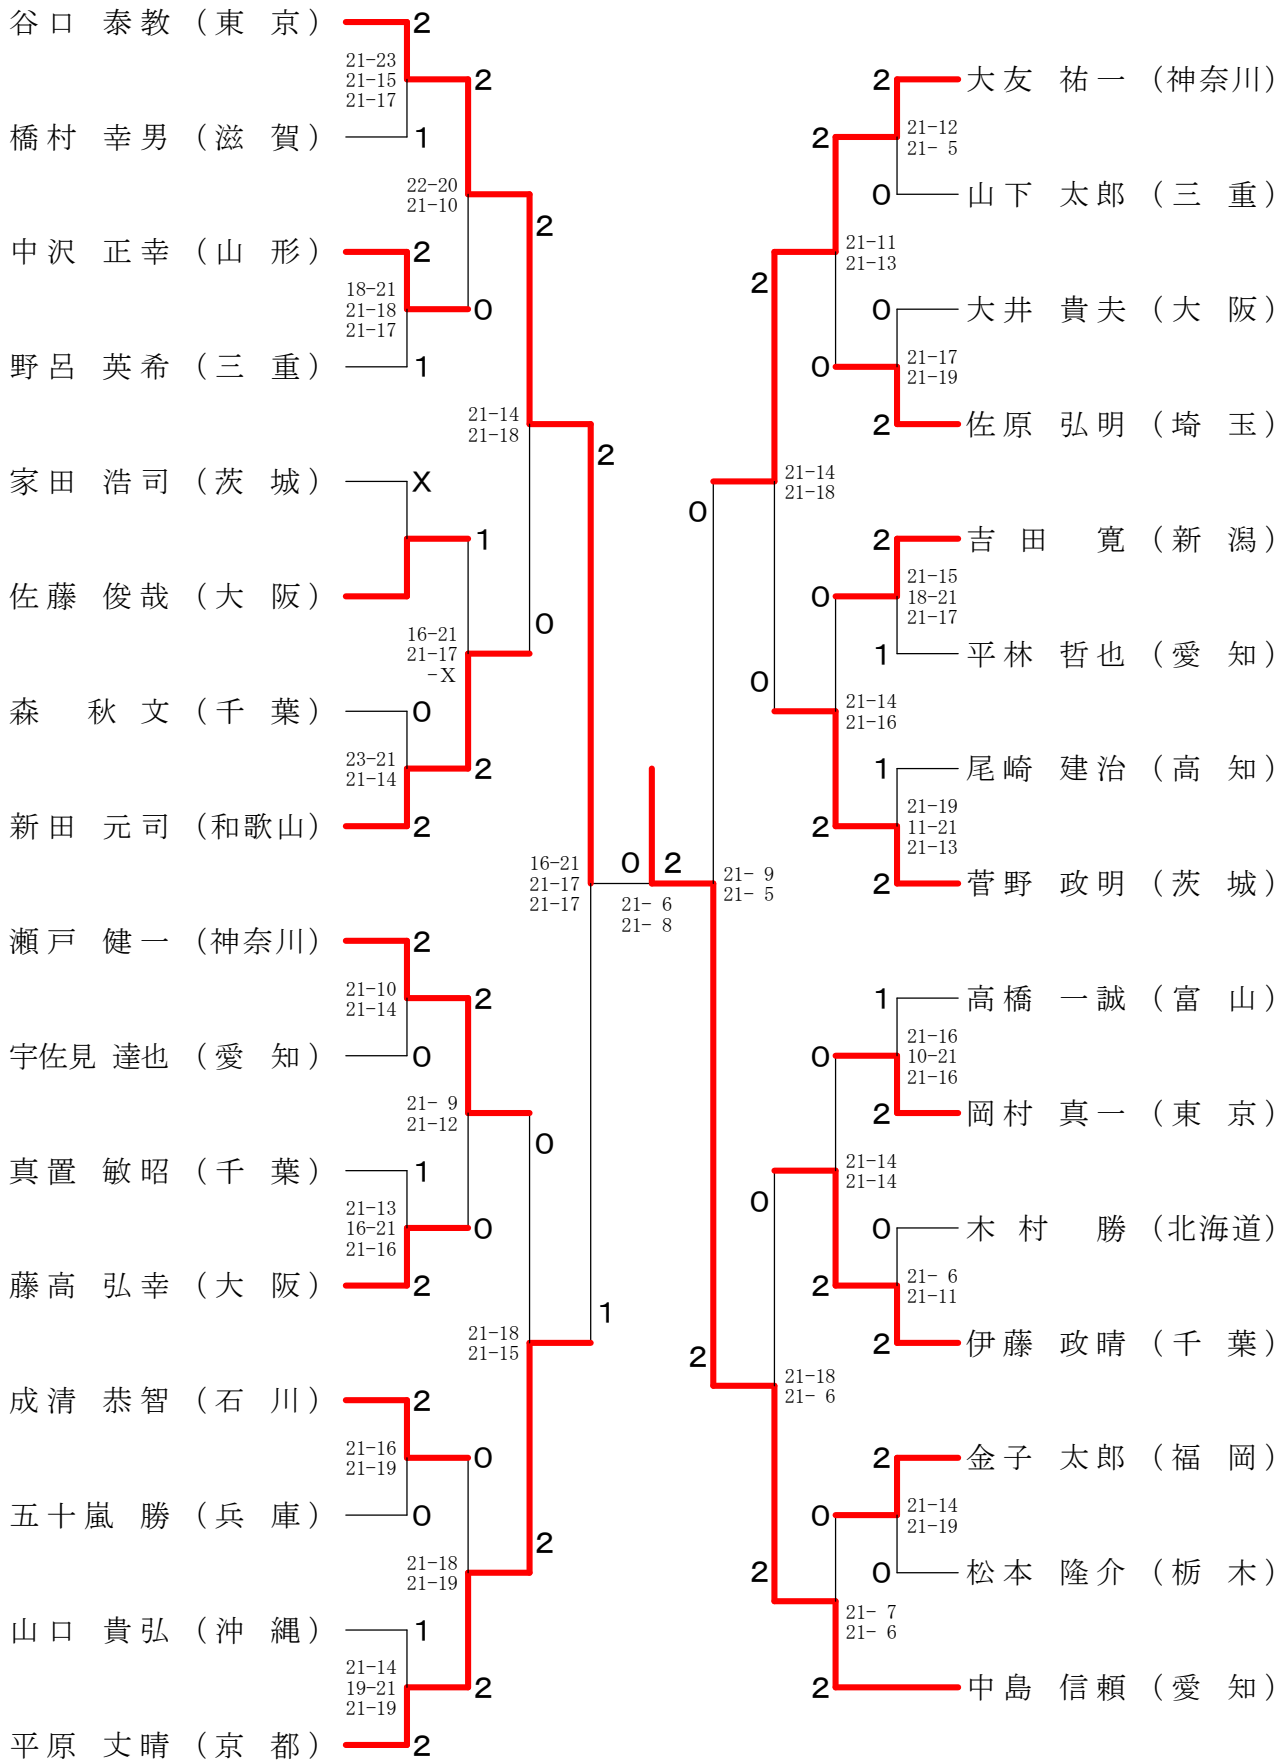 谷口 泰教 （東 京） 2
21-23
21-15
21-17
2
橋村 幸男 （滋 賀） 1
22-20
21-10
2
中沢 正幸 （山 形） 2
18-21
21-18
21-17
0
野呂 英希 （三 重） 1
21-14
21-18
2
家田 浩司 （茨 城） X
1
佐藤 俊哉 （大 阪）
16-21
21-17
-X
0
森 秋文 （千 葉） 0
23-21
21-14
2
新田 元司 （和歌山） 2
16-21
21-17
21-17
0 2
21- 6
21- 8
瀬戸 健一 （神奈川） 2
21-10
21-14
2
宇佐見 達也 （愛 知） 0
21- 9
21-12
0
真置 敏昭 （千 葉） 1
21-13
16-21
21-16
0
藤高 弘幸 （大 阪） 2
21-18
21-15
1
成清 恭智 （石 川） 2
21-16
21-19
0
五十嵐 勝 （兵 庫） 0
21-18
21-19
2
山口 貴弘 （沖 縄） 1
21-14
19-21
21-19
2
平原 丈晴 （京 都） 2
2 大友 祐一 （神奈川）
2
21-12
21- 5
0 山下 太郎 （三 重）
2
21-11
21-13
0 大井 貴夫 （大 阪）
0
21-17
21-19
2 佐原 弘明 （埼 玉）
0
21-14
21-18
2 吉田 寛 （新 潟）
0
21-15
18-21
21-17
1 平林 哲也 （愛 知）
0
21-14
21-16
1 尾崎 建治 （高 知）
2
21-19
11-21
21-13
2 菅野 政明 （茨 城）
21- 9
21- 5
1 高橋 一誠 （富 山）
0
21-16
10-21
21-16
2 岡村 真一 （東 京）
0
21-14
21-14
0 木村 勝 （北海道）
2
21- 6
21-11
2 伊藤 政晴 （千 葉）
2
21-18
21- 6
2 金子 太郎 （福 岡）
0
21-14
21-19
0 松本 隆介 （栃 木）
2
21- 7
21- 6
2 中島 信頼 （愛 知）